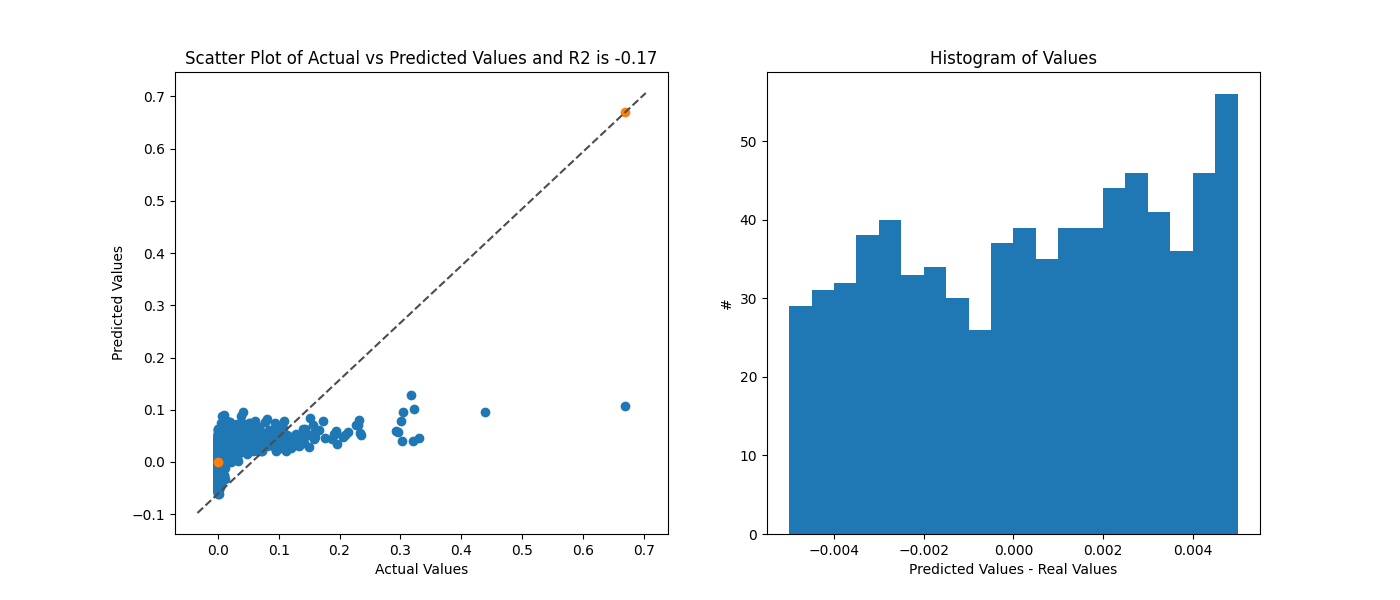 Scatter Plot of Actual vs Predicted Values and R2 is -0.17
Predicted Values
0.7
0.6
0.5
0.4
0.3
0.2
0.1
0.0
−0.1
0.0 0.1 0.2 0.3 0.4 0.5 0.6 0.7
Actual Values
Histogram of Values
#
50
40
30
20
10
0
−0.004 −0.002 0.000 0.002 0.004
Predicted Values - Real Values